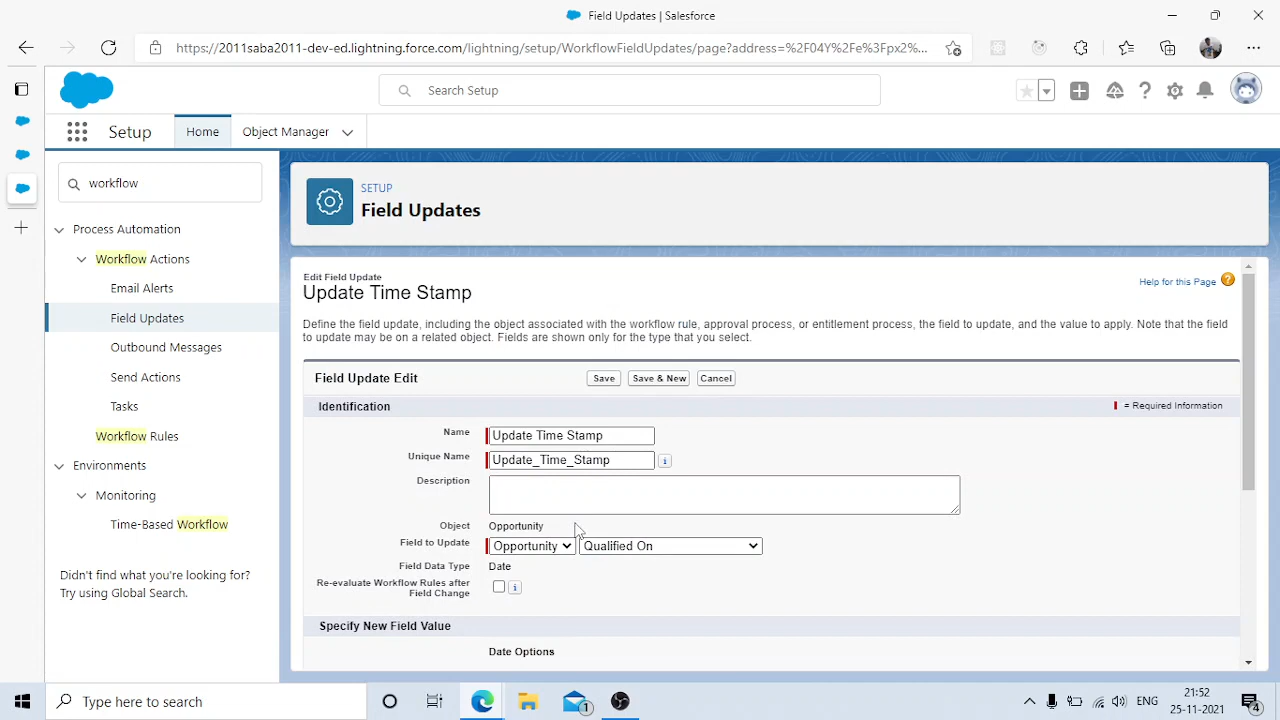 Field Updates | Salesforce
https://2011saba2011-dev-ed.lightning.force.com/lightning/setup/WorkflowFieldUpdates/page?address=%2F04Y%2Fe%3Fpx2%...
Search Setup
Setup
Home
Object Manager
workflow
Process Automation
Workflow Actions
Email Alerts
Field Updates
Outbound Messages
Send Actions
Tasks
Workflow Rules
Environments
Monitoring
Time-Based Workflow
Didn't find what you're looking for?
Try using Global Search.
SETUP
Field Updates
Edit Field Update
Update Time Stamp
Help for this Page
Define the field update, including the object associated with the workflow rule, approval process, or entitlement process, the field to update, and the value to apply. Note that the field
to update may be on a related object. Fields are shown only for the type that you select.
Field Update Edit
Save
Save & New
Cancel
Identification
= Required Information
Name
Update Time Stamp
Unique Name
Update_Time_Stamp
Description
Object
Opportunity
Field to Update
Opportunity
Qualified On
Field Data Type
Date
Re-evaluate Workflow Rules after
Field Change
Specify New Field Value
Date Options
Type here to search
1
ENG
21:52
25-11-2021
4